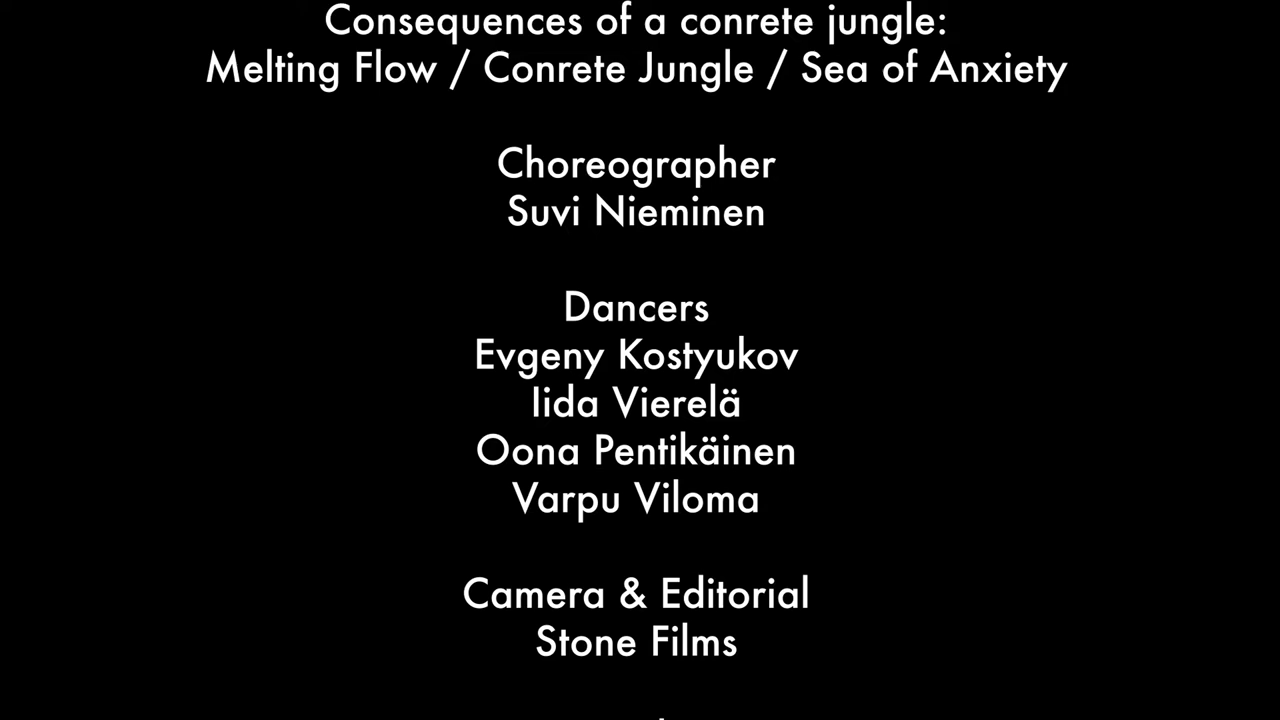 Consequences of a conrete jungle:
Melting Flow / Conrete Jungle / Sea of Anxiety
Choreographer
Suvi Nieminen
Dancers
Evgeny Kostyukov
Iida Vierelä
Oona Pentikäinen
Varpu Viloma
Camera & Editorial
Stone Films